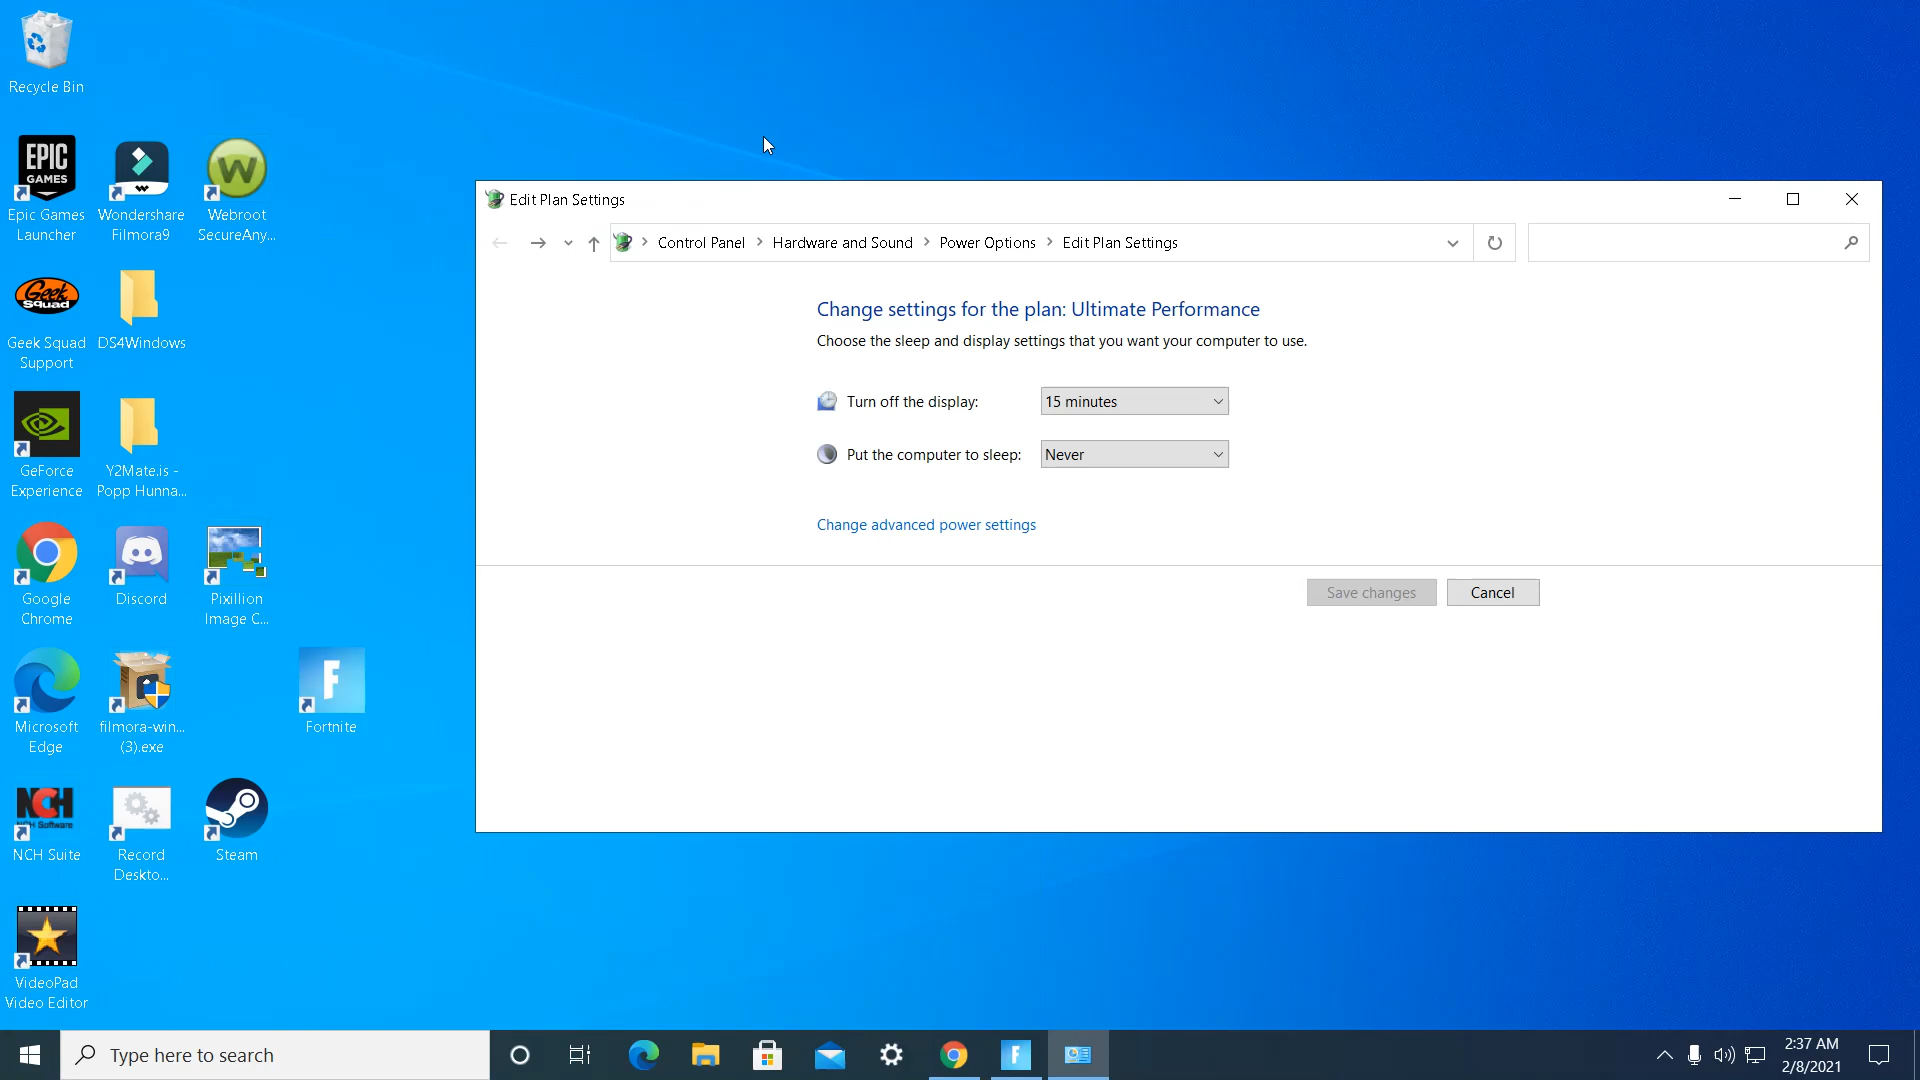 Recycle Bin
EPIC
GAMES
Epic Games
Launcher
Wondershare
Filmora9
W
Webroot
SecureAny...
Geek
Squad
Geek Squad
Support
DS4Windows
GeForce
Experience
Y2Mate.is -
Popp Hunna...
Google
Chrome
Discord
Pixillion
Image C...
Microsoft
Edge
filmora-win...
(3).exe
F
Fortnite
NCH
NCH Software
NCH Suite
Record
Deskto...
Steam
VideoPad
Video Editor
Edit Plan Settings
Control Panel > Hardware and Sound > Power Options > Edit Plan Settings
Change settings for the plan: Ultimate Performance
Choose the sleep and display settings that you want your computer to use.
Turn off the display: 15 minutes
Put the computer to sleep: Never
Change advanced power settings
Save changes Cancel
Type here to search
F
2:37 AM
2/8/2021